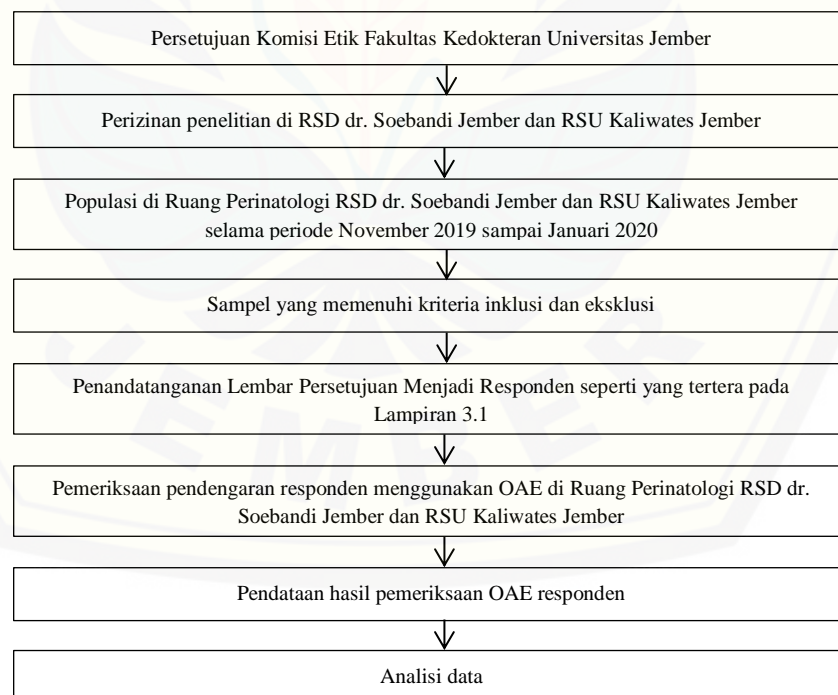 Persetujuan Komisi Etik Fakultas Kedokteran Universitas Jember
Perizinan penelitian di RSD dr. Soebandi Jember dan RSU Kaliwates Jember
Populasi di Ruang Perinatologi RSD dr. Soebandi Jember dan RSU Kaliwates Jember
selama periode November 2019 sampai Januari 2020
Sampel yang memenuhi kriteria inklusi dan eksklusi
Penandatanganan Lembar Persetujuan Menjadi Responden seperti yang tertera pada
Lampiran 3.1
Pemeriksaan pendengaran responden menggunakan OAE di Ruang Perinatologi RSD dr.
Soebandi Jember dan RSU Kaliwates Jember
Pendataan hasil pemeriksaan OAE responden
Analisi data
JEMBER